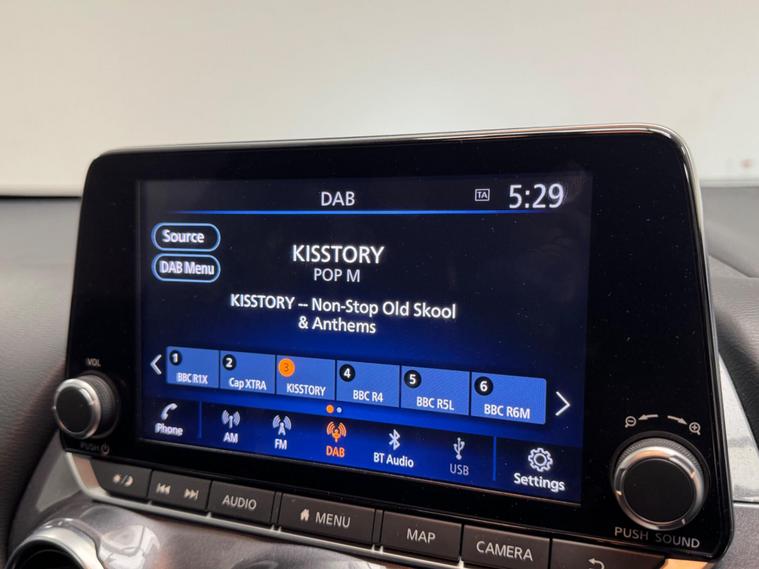 DAB
TA
5:29
Source
DAB Menu
KISSTORY
POP M
KISSTORY -- Non-Stop Old Skool
& Anthems
1
BBC R1X
2
Cap XTRA
3
KISSTORY
4
BBC R4
5
BBC R5L
6
BBC R6M
Phone
AM
FM
DAB
BT Audio
USB
Settings
VOL
PUSH
PUSH SOUND
AUDIO
MENU
MAP
CAMERA